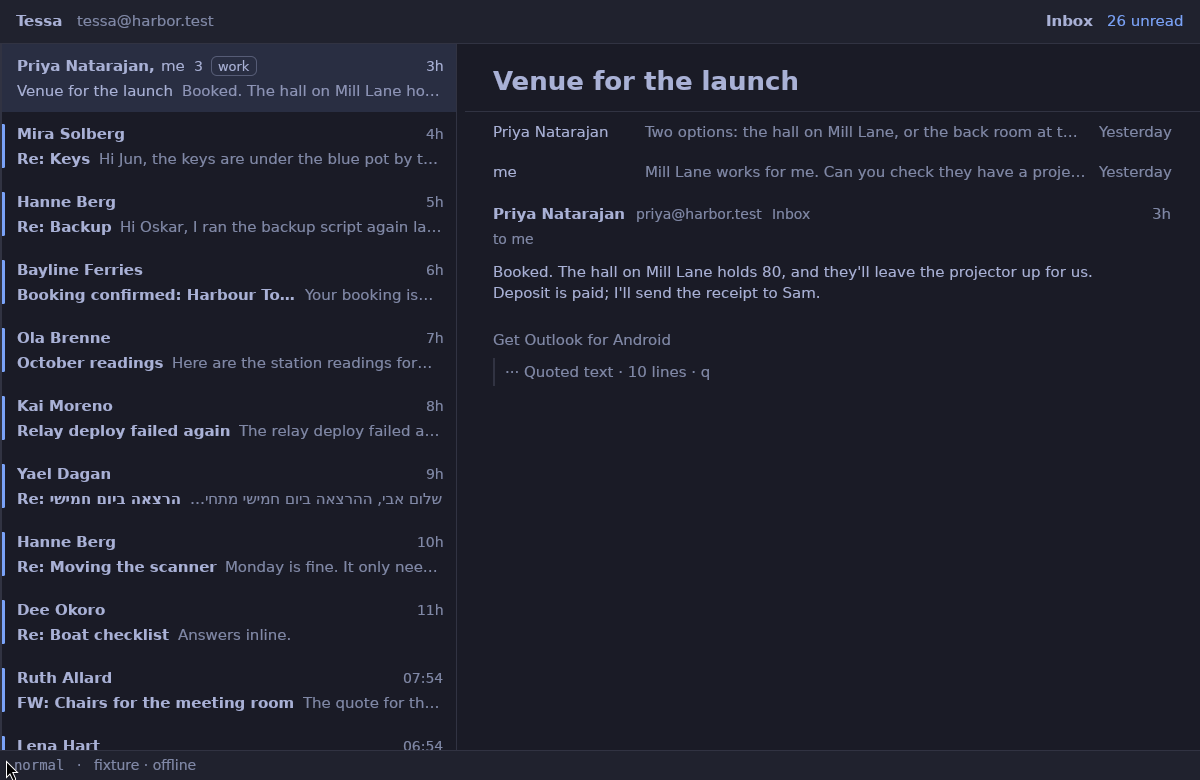 Tessa tessa@harbor.test Inbox 26 unread
Priya Natarajan, me 3 work 3h
Venue for the launch Booked. The hall on Mill Lane ho…
Mira Solberg 4h
Re: Keys Hi Jun, the keys are under the blue pot by t…
Hanne Berg 5h
Re: Backup Hi Oskar, I ran the backup script again la…
Bayline Ferries 6h
Booking confirmed: Harbour To… Your booking is…
Ola Brenne 7h
October readings Here are the station readings for…
Kai Moreno 8h
Relay deploy failed again The relay deploy failed a…
Yael Dagan 9h
Re: הרצאה ביום חמישי שלום אבי, ההרצאה ביום חמישי מתחי…
Hanne Berg 10h
Re: Moving the scanner Monday is fine. It only nee…
Dee Okoro 11h
Re: Boat checklist Answers inline.
Ruth Allard 07:54
FW: Chairs for the meeting room The quote for th…
Lena Hart 06:54
Venue for the launch
Priya Natarajan Two options: the hall on Mill Lane, or the back room at t… Yesterday
me Mill Lane works for me. Can you check they have a proje… Yesterday
Priya Natarajan priya@harbor.test Inbox 3h
to me
Booked. The hall on Mill Lane holds 80, and they'll leave the projector up for us.
Deposit is paid; I'll send the receipt to Sam.
Get Outlook for Android
··· Quoted text · 10 lines · q
normal · fixture · offline